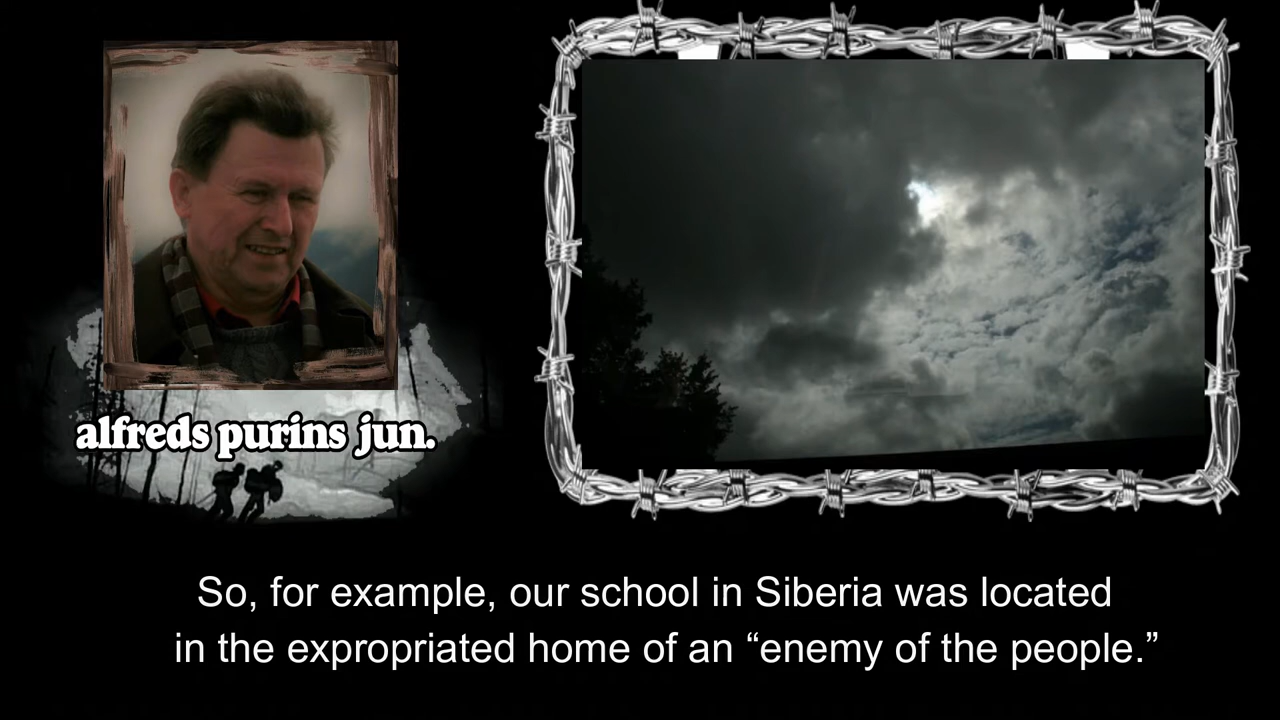 alfreds purins jun.
So, for example, our school in Siberia was located
in the expropriated home of an “enemy of the people.”